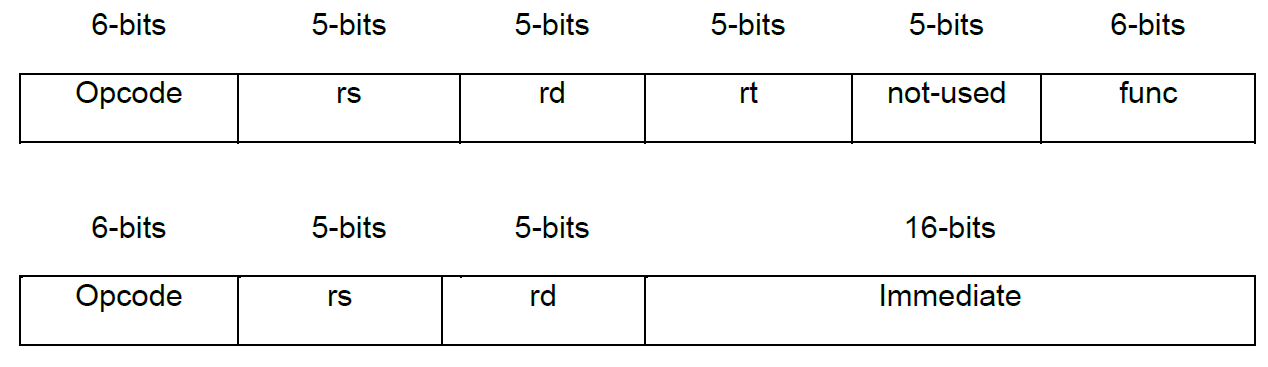 6-bits 5-bits 5-bits 5-bits 5-bits 6-bits
Opcode rs rd rt not-used func
6-bits 5-bits 5-bits 16-bits
Opcode rs rd Immediate